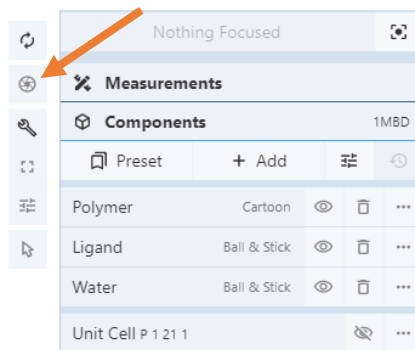 Nothing Focused
Measurements
Components 1MBD
Preset + Add
Polymer Cartoon
Ligand Ball & Stick
Water Ball & Stick
Unit Cell P 1 21 1